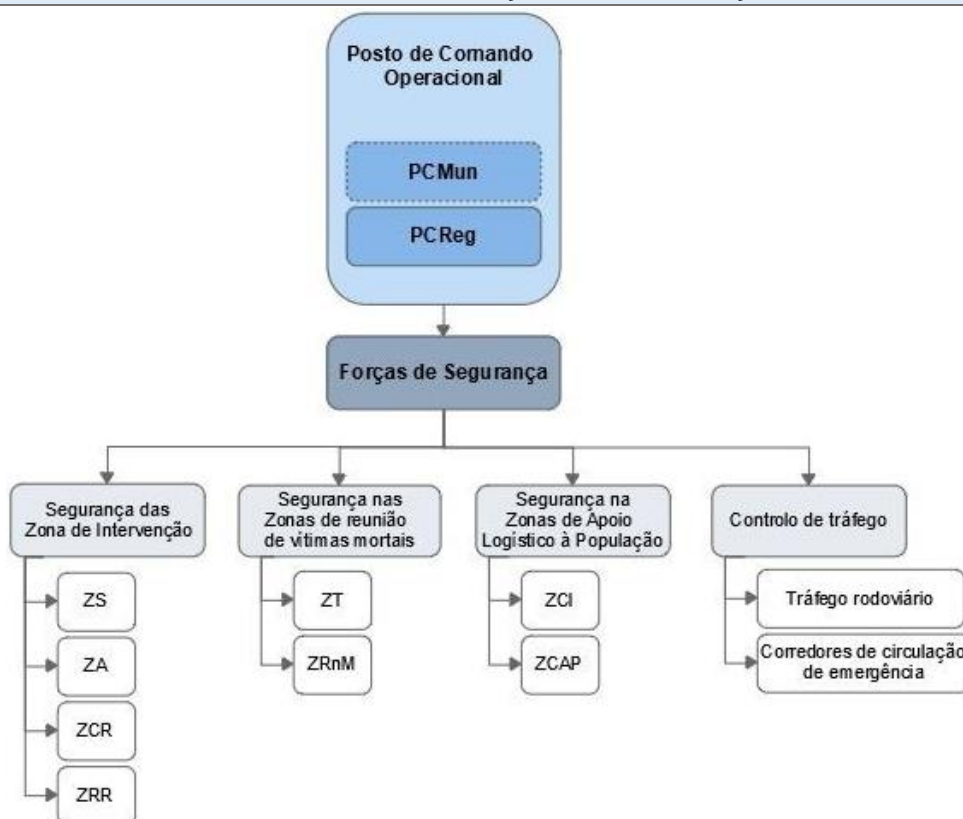 Posto de Comando
Operacional
PCMun
PCReg
Forças de Segurança
Segurança das
Zona de Intervenção
ZS
ZA
ZCR
ZRR
Segurança nas
Zonas de reunião
de vítimas mortais
ZT
ZRnM
Segurança na
Zonas de Apoio
Logístico à População
ZCI
ZCAP
Controlo de tráfego
Tráfego rodoviário
Corredores de circulação
de emergência